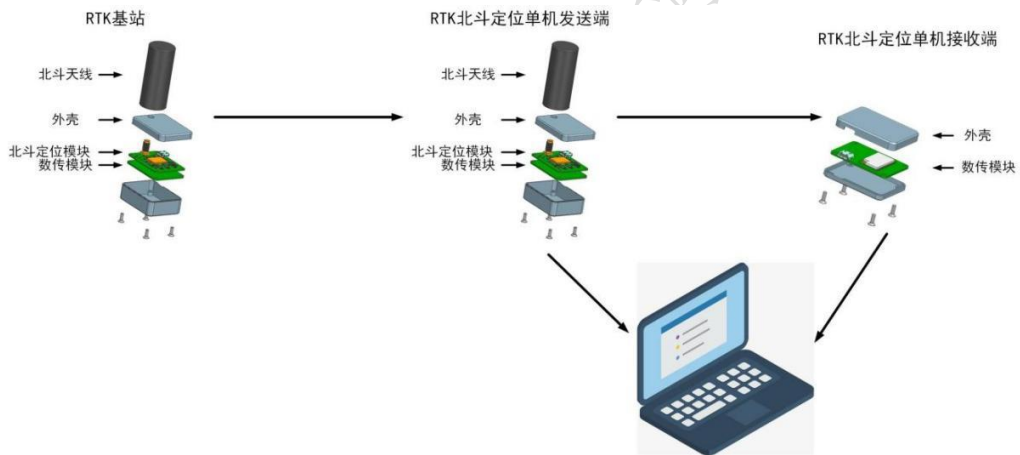 RTK基站
北斗天线
外壳
北斗定位模块
数传模块
RTK北斗定位单机发送端
北斗天线
外壳
北斗定位模块
数传模块
RTK北斗定位单机接收端
外壳
数传模块